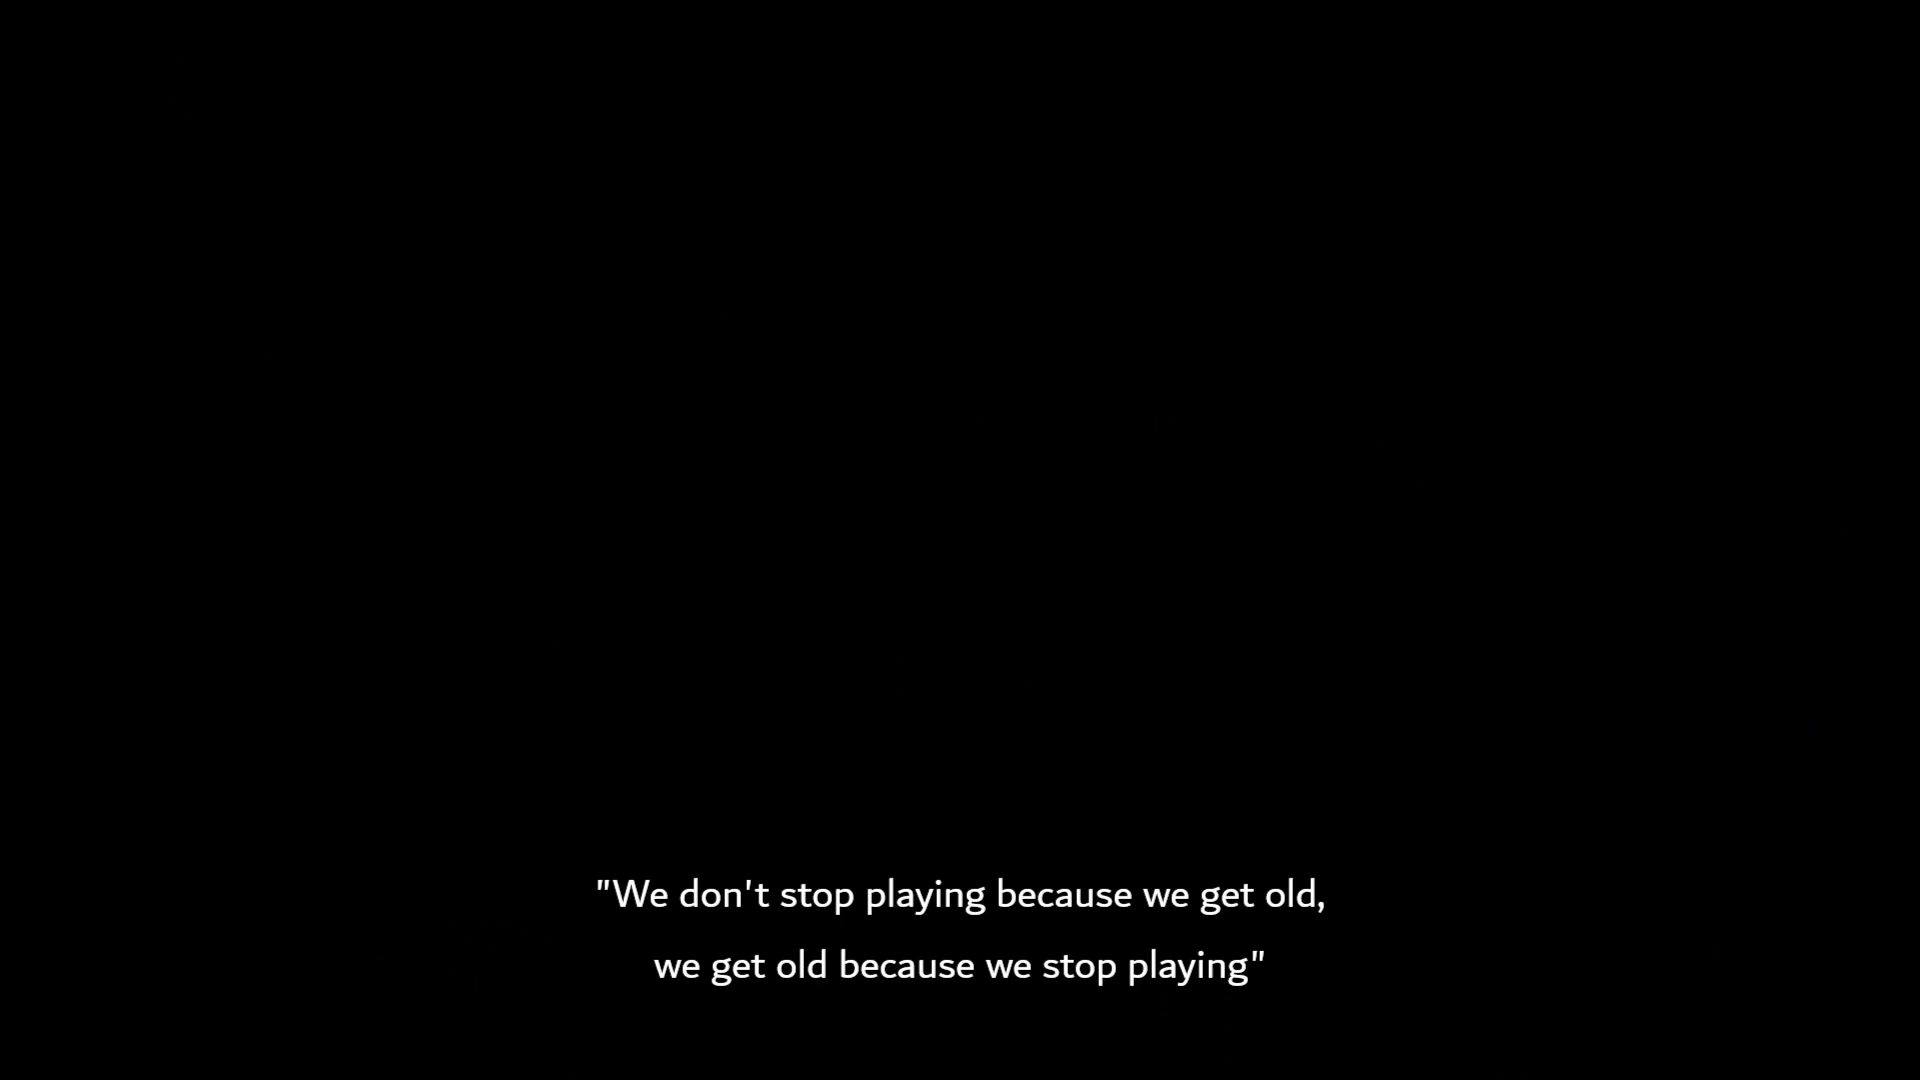 "We don't stop playing because we get old,
we get old because we stop playing"